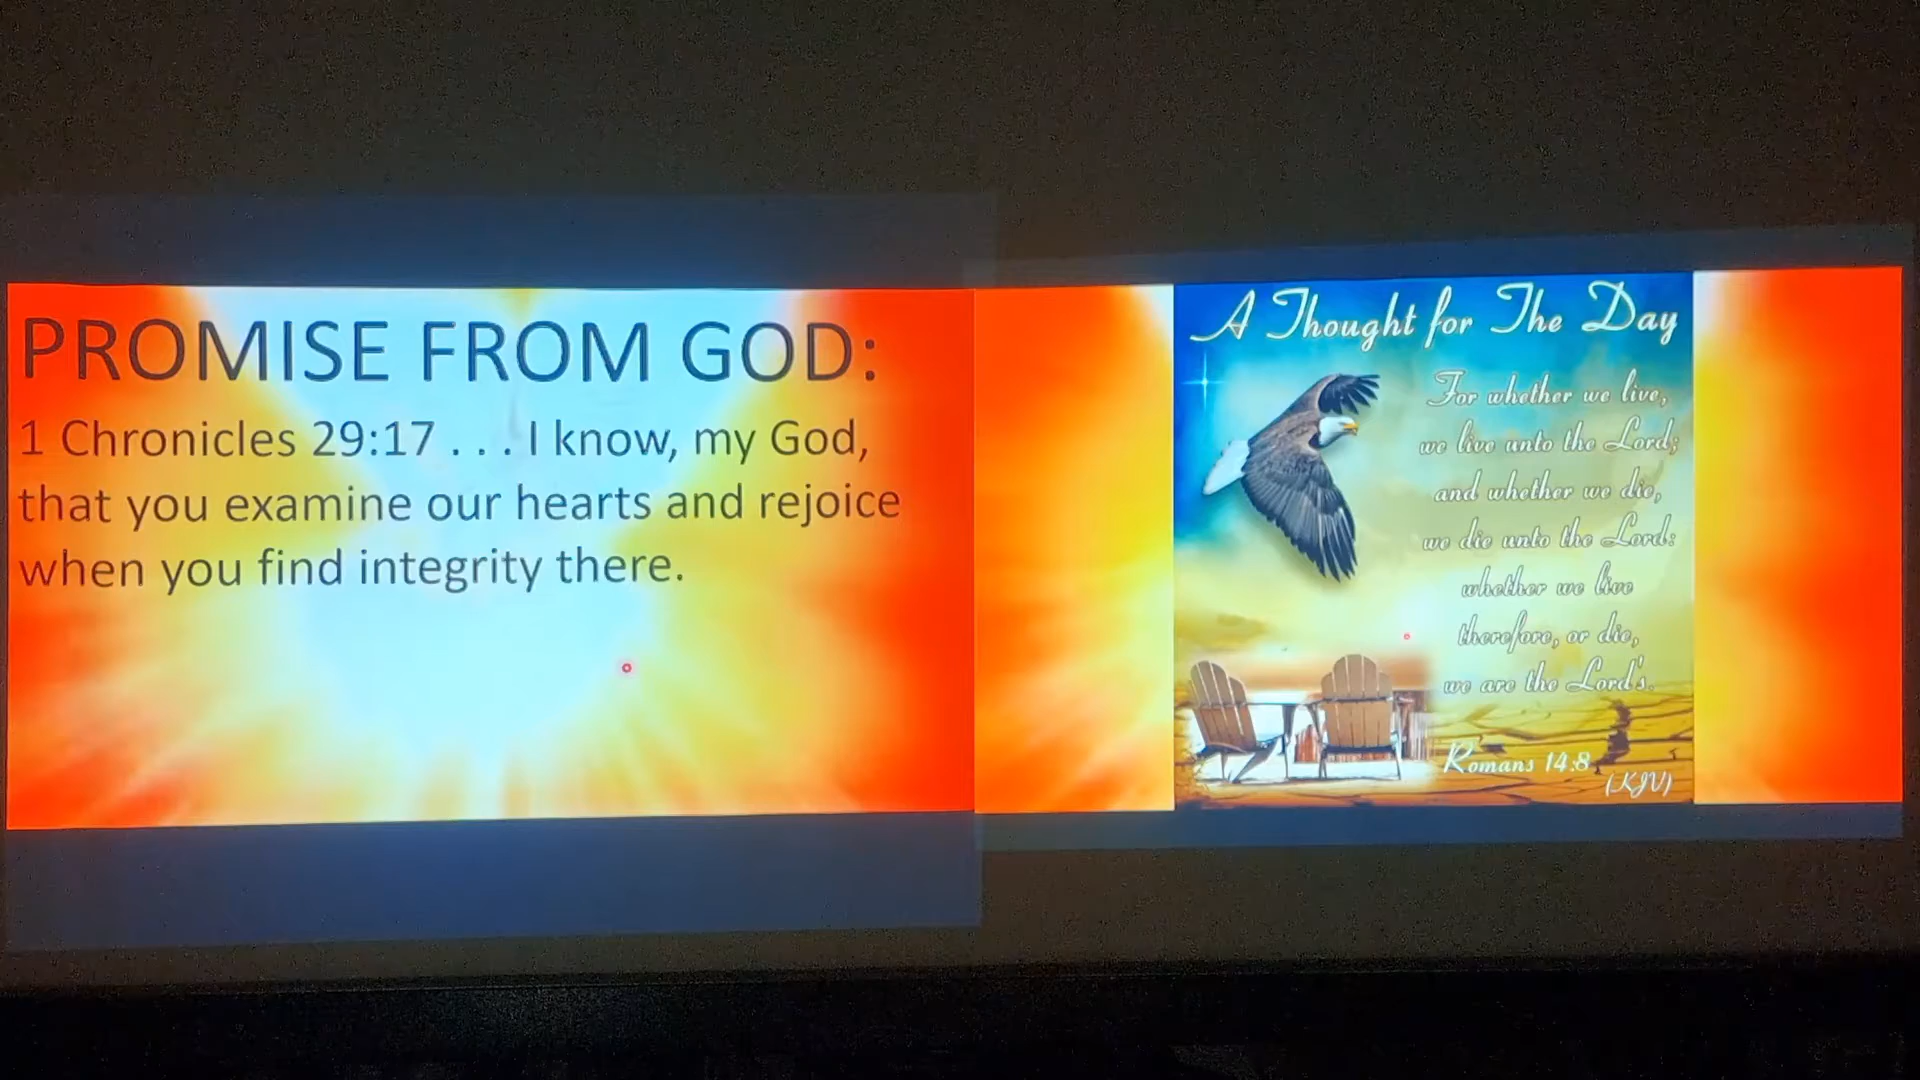 PROMISE FROM GOD:
1 Chronicles 29:17 . . . I know, my God,
that you examine our hearts and rejoice
when you find integrity there.
A Thought for The Day
For whether we live,
we live unto the Lord;
and whether we die,
we die unto the Lord:
whether we live
therefore, or die,
we are the Lord's.
Romans 14:8
(KJV)